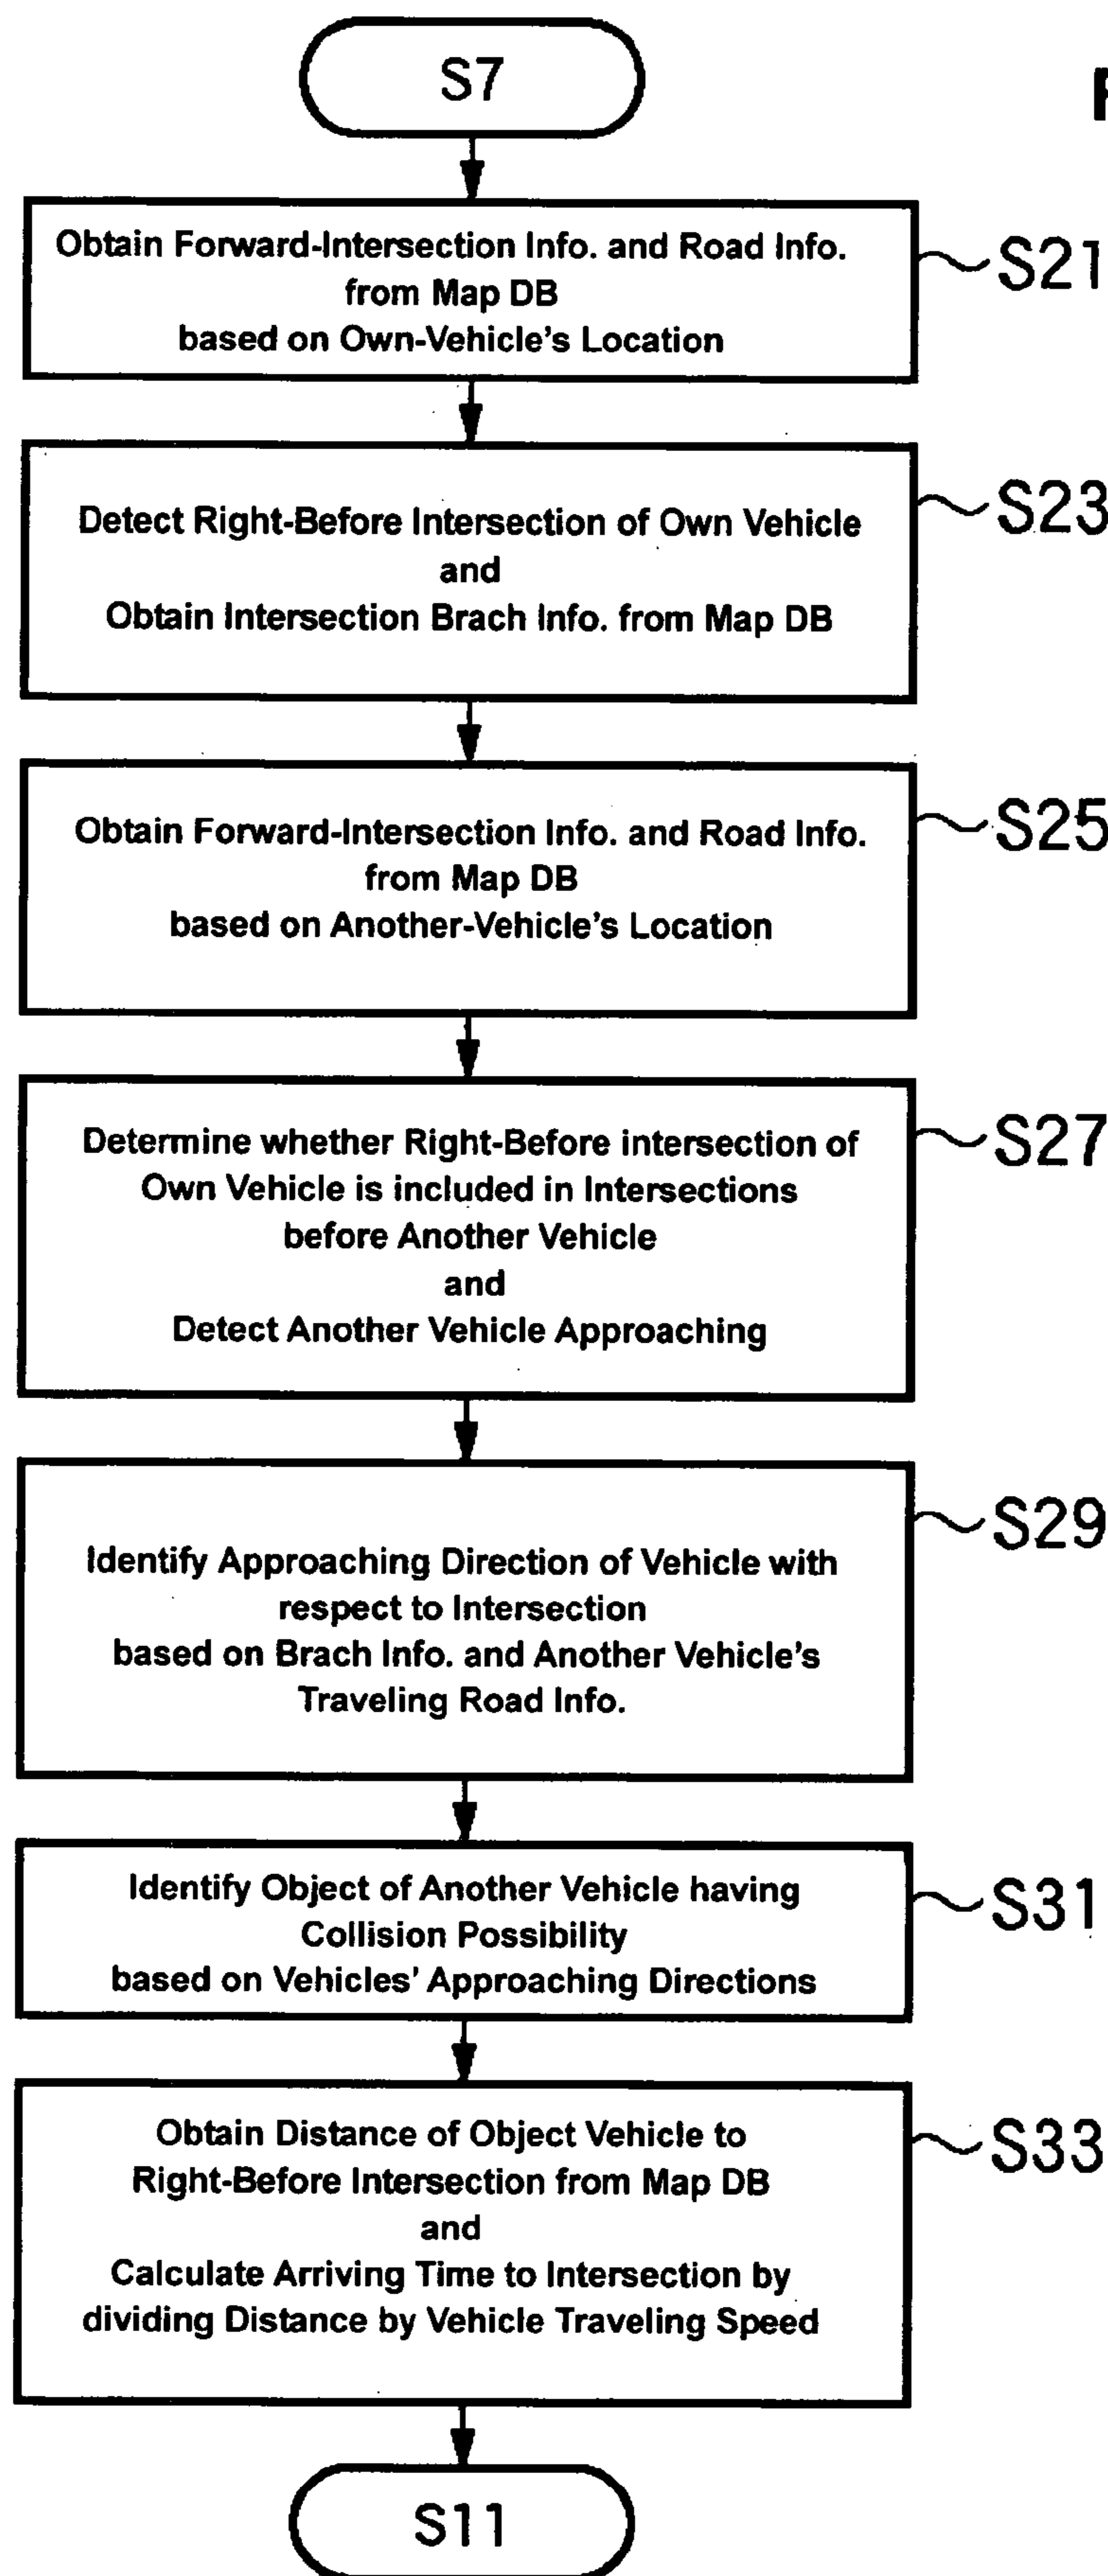 S7
Obtain Forward-Intersection Info. and Road Info.
from Map DB
based on Own-Vehicle's Location
S21
Detect Right-Before Intersection of Own Vehicle
and
Obtain Intersection Brach Info. from Map DB
S23
Obtain Forward-Intersection Info. and Road Info.
from Map DB
based on Another-Vehicle's Location
S25
Determine whether Right-Before intersection of
Own Vehicle is included in Intersections
before Another Vehicle
and
Detect Another Vehicle Approaching
S27
Identify Approaching Direction of Vehicle with
respect to Intersection
based on Brach Info. and Another Vehicle's
Traveling Road Info.
S29
Identify Object of Another Vehicle having
Collision Possibility
based on Vehicles' Approaching Directions
S31
Obtain Distance of Object Vehicle to
Right-Before Intersection from Map DB
and
Calculate Arriving Time to Intersection by
dividing Distance by Vehicle Traveling Speed
S33
S11